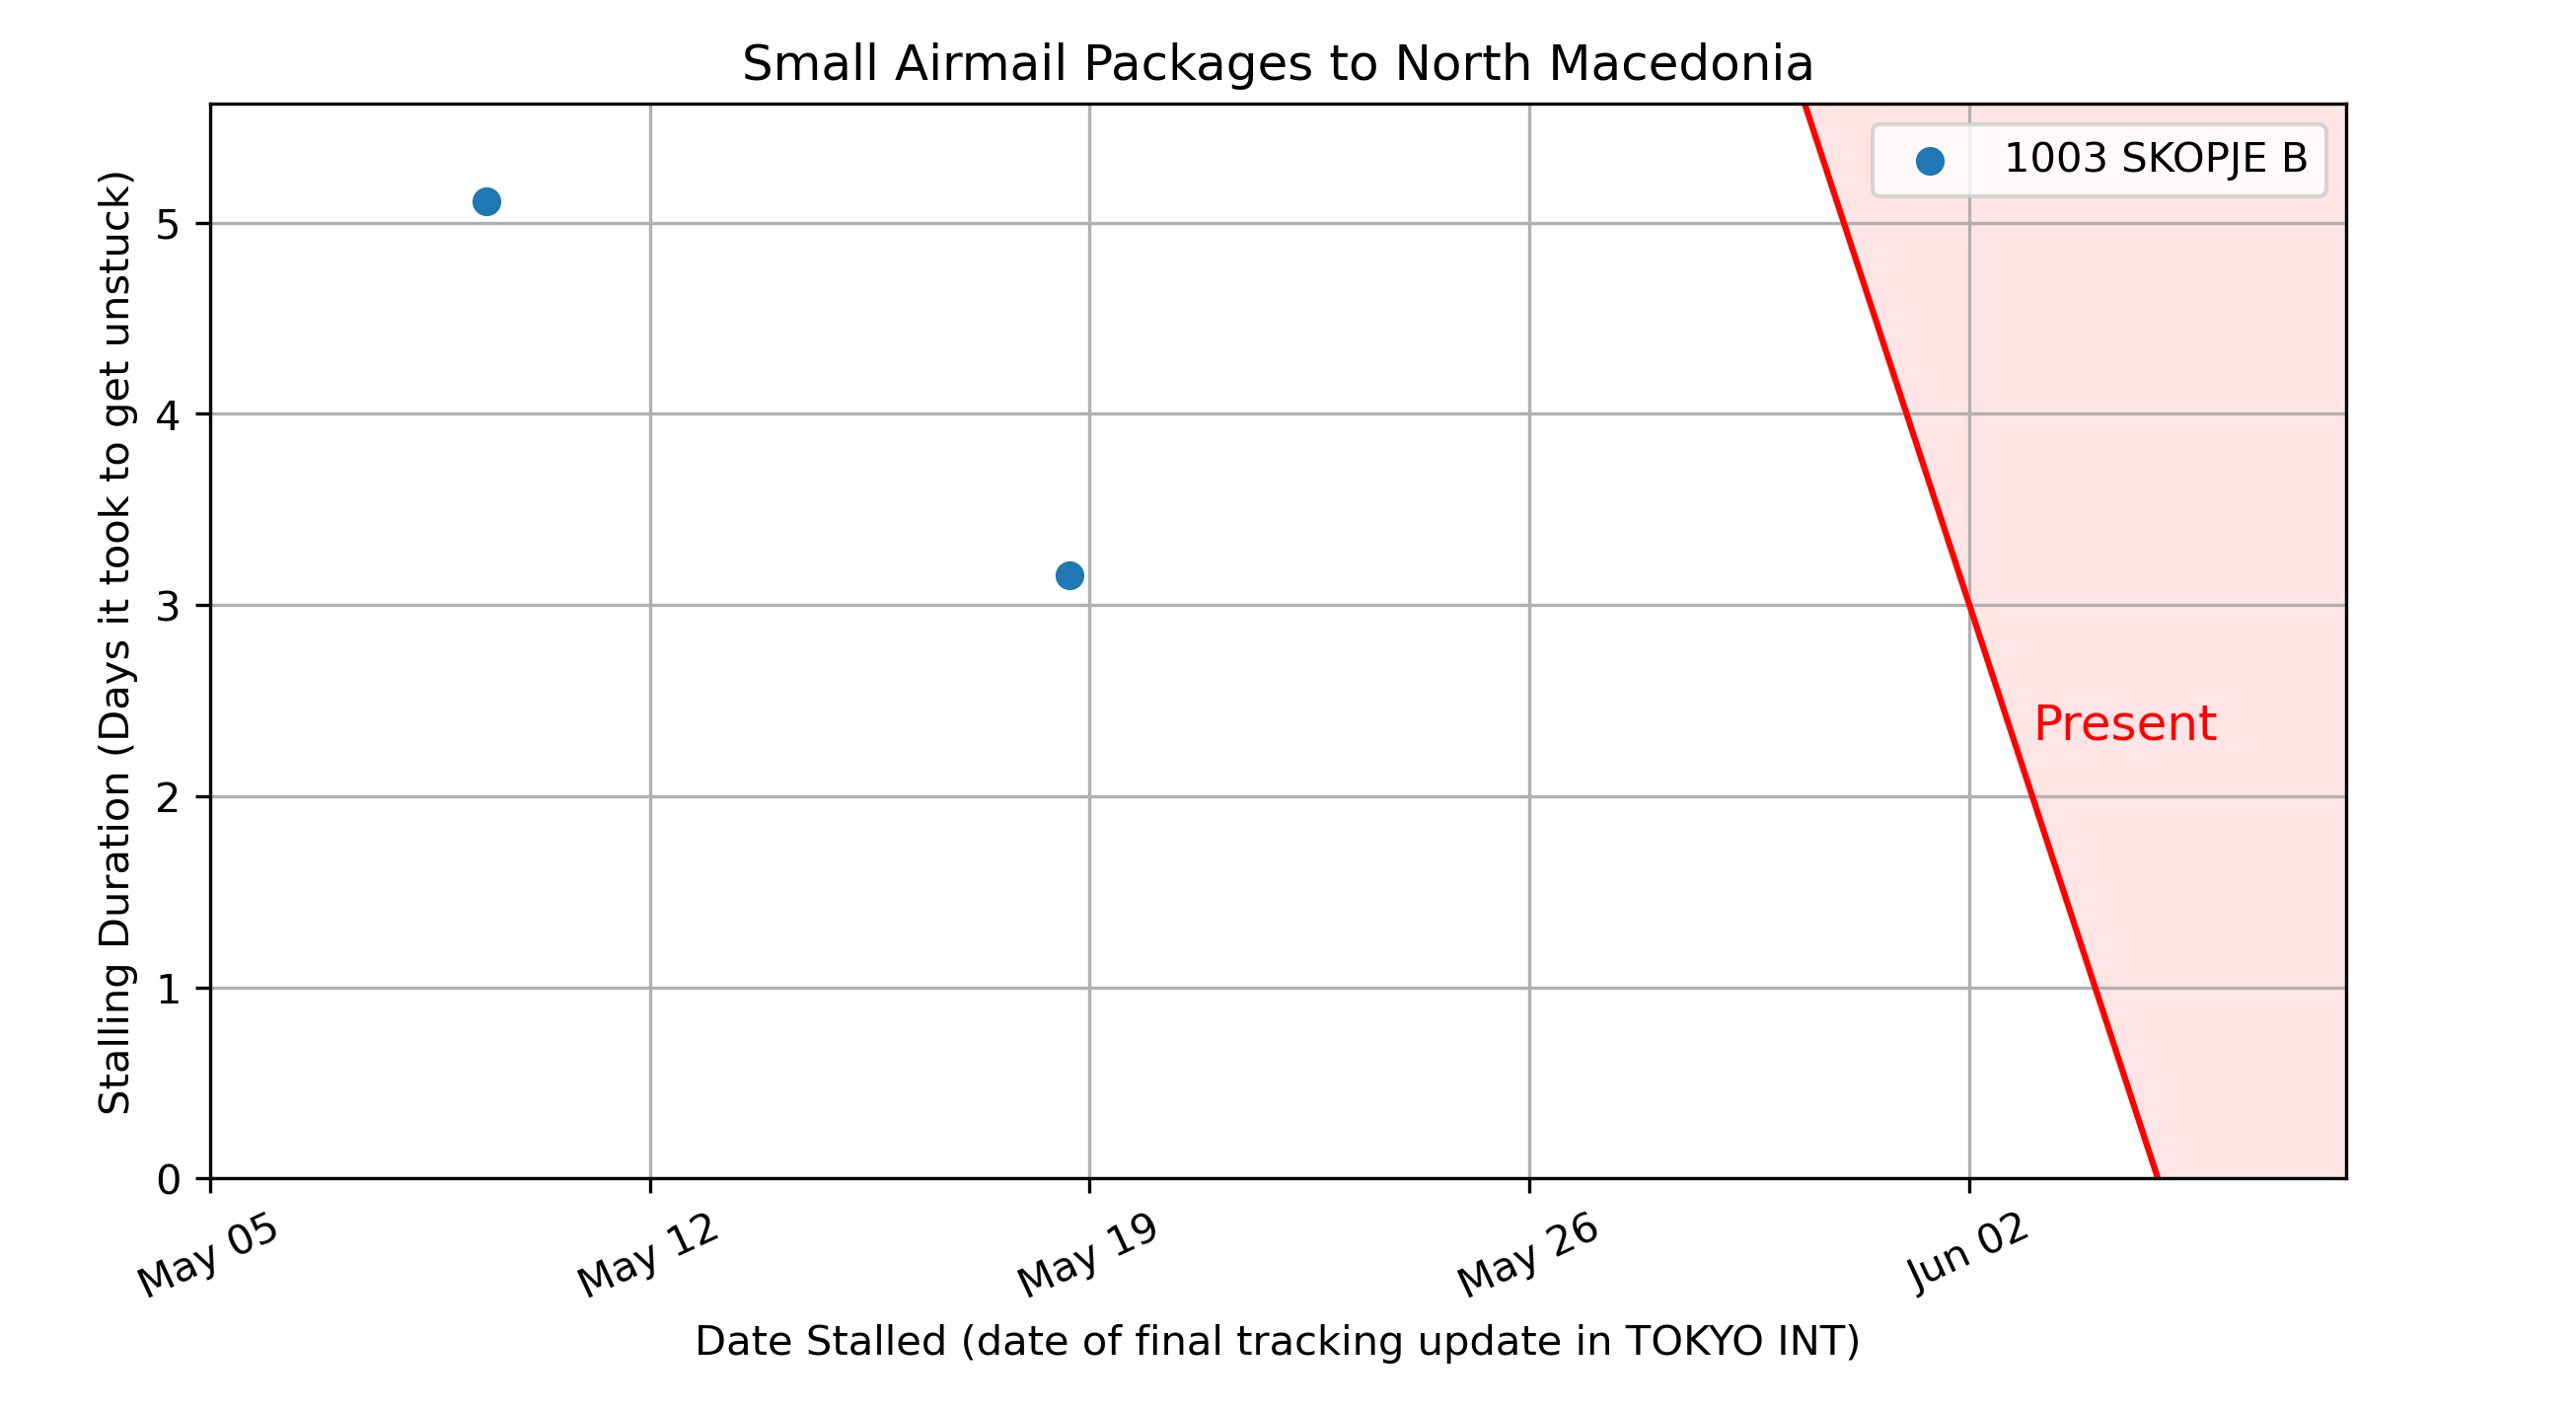 Small Airmail Packages to North Macedonia
1003 SKOPJE B
Stalling Duration (Days it took to get unstuck)
5
4
3
2
1
0
Present
May 05
May 12
May 19
May 26
Jun 02
Date Stalled (date of final tracking update in TOKYO INT)